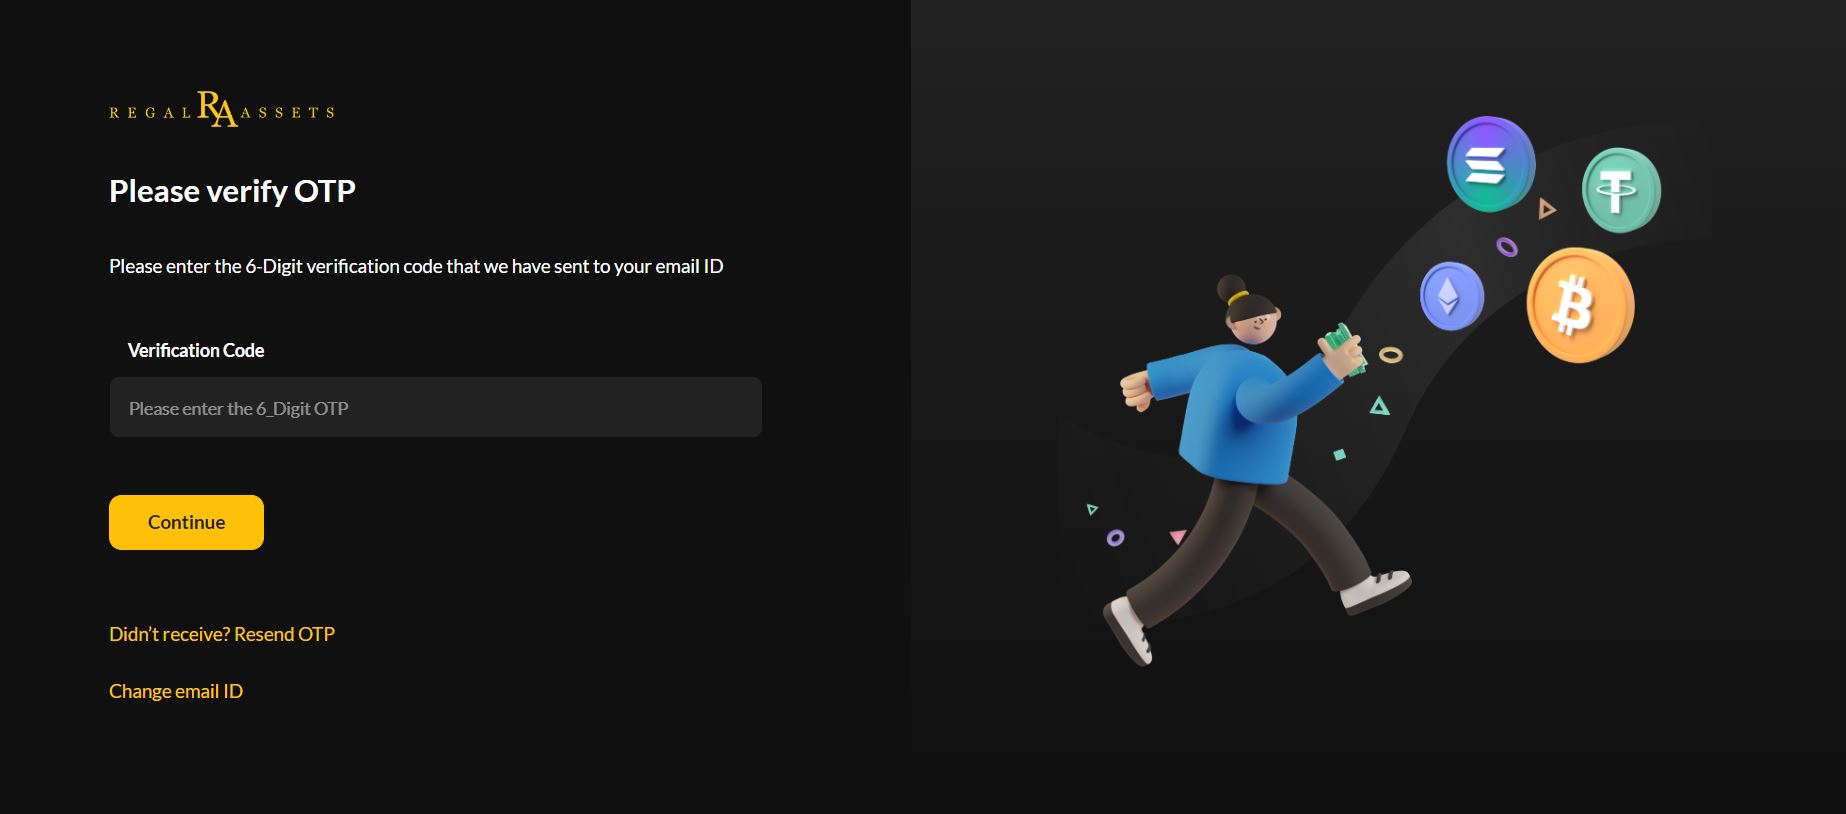 REGAL RA ASSETS
Please verify OTP
Please enter the 6-Digit verification code that we have sent to your email ID
Verification Code
Please enter the 6_Digit OTP
Continue
Didn’t receive? Resend OTP
Change email ID